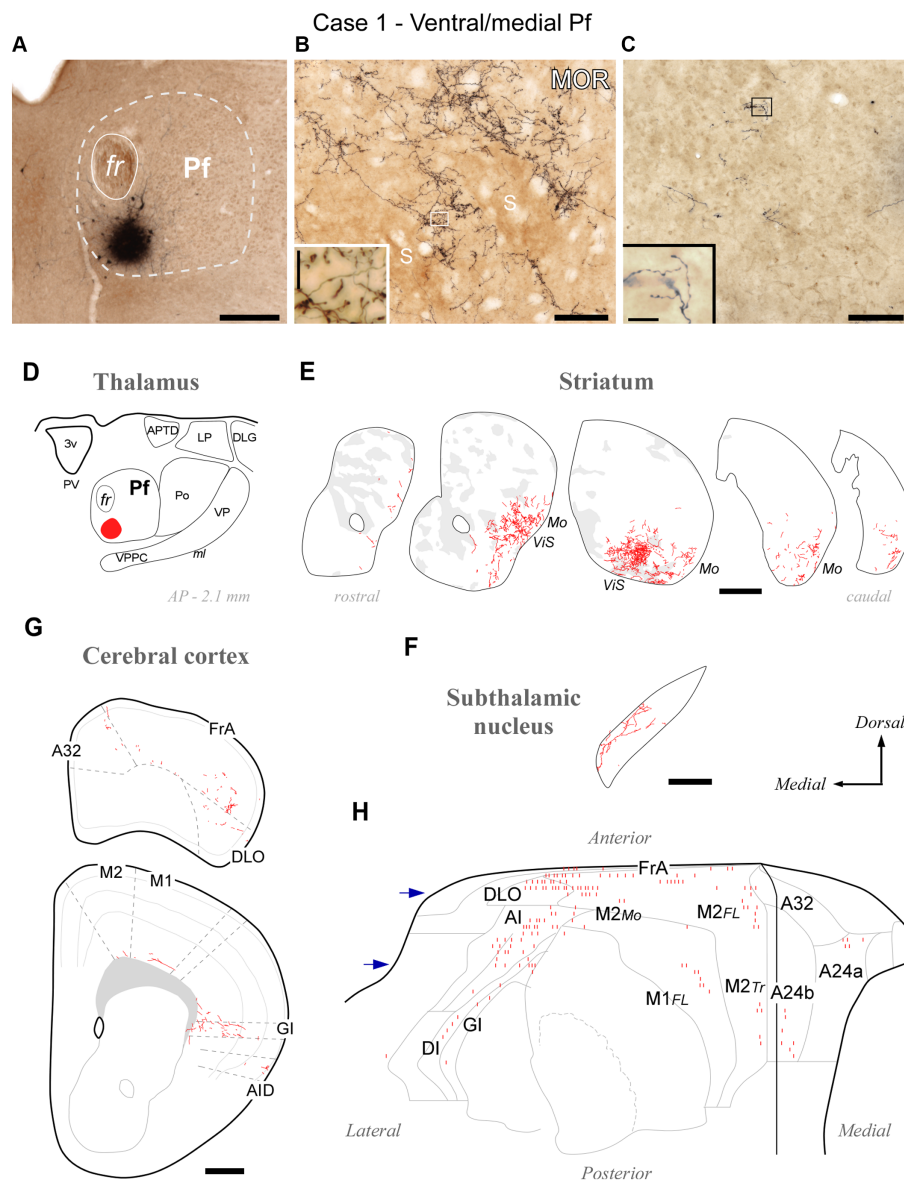 Case 1 - Ventral/medial Pf
A
B
C
fr
Pf
MOR
S
S
D
Thalamus
E
Striatum
3v
APTD
LP
DLG
PV
Pf
fr
Po
VP
VPPC
ml
AP - 2.1 mm
Mo
ViS
ViS
Mo
Mo
rostral
caudal
G
Cerebral cortex
F
Subthalamic
nucleus
Dorsal
Medial
A32
FrA
DLO
M2
M1
GI
AID
H
Anterior
FrA
DLO
A32
AI
M2Mo
M2FL
A24a
M1FL
M2Tr
A24b
GI
DI
Lateral
Medial
Posterior